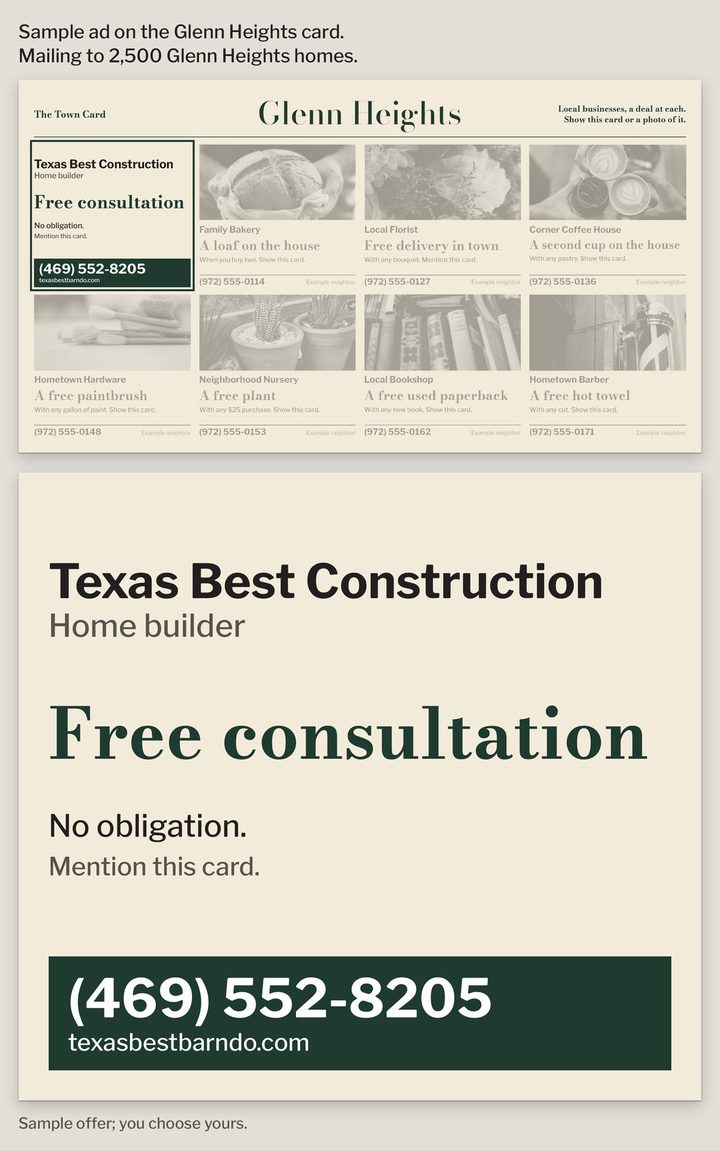 Sample ad on the Glenn Heights card.
Mailing to 2,500 Glenn Heights homes.
The Town Card
Glenn Heights
Local businesses, a deal at each.
Show this card or a photo of it.
Texas Best Construction
Home builder
Free consultation
No obligation.
Mention this card.
(469) 552-8205
texasbestbarndo.com
Family Bakery
A loaf on the house
When you buy two. Show this card.
(972) 555-0114
Example neighbor
Local Florist
Free delivery in town
With any bouquet. Mention this card.
(972) 555-0127
Example neighbor
Corner Coffee House
A second cup on the house
With any pastry. Show this card.
(972) 555-0136
Example neighbor
Hometown Hardware
A free paintbrush
With any gallon of paint. Show this card.
(972) 555-0148
Example neighbor
Neighborhood Nursery
A free plant
With any $25 purchase. Show this card.
(972) 555-0153
Example neighbor
Local Bookshop
A free used paperback
With any new book. Show this card.
(972) 555-0162
Example neighbor
Hometown Barber
A free hot towel
With any cut. Show this card.
(972) 555-0171
Example neighbor
Texas Best Construction
Home builder
Free consultation
No obligation.
Mention this card.
(469) 552-8205
texasbestbarndo.com
Sample offer; you choose yours.